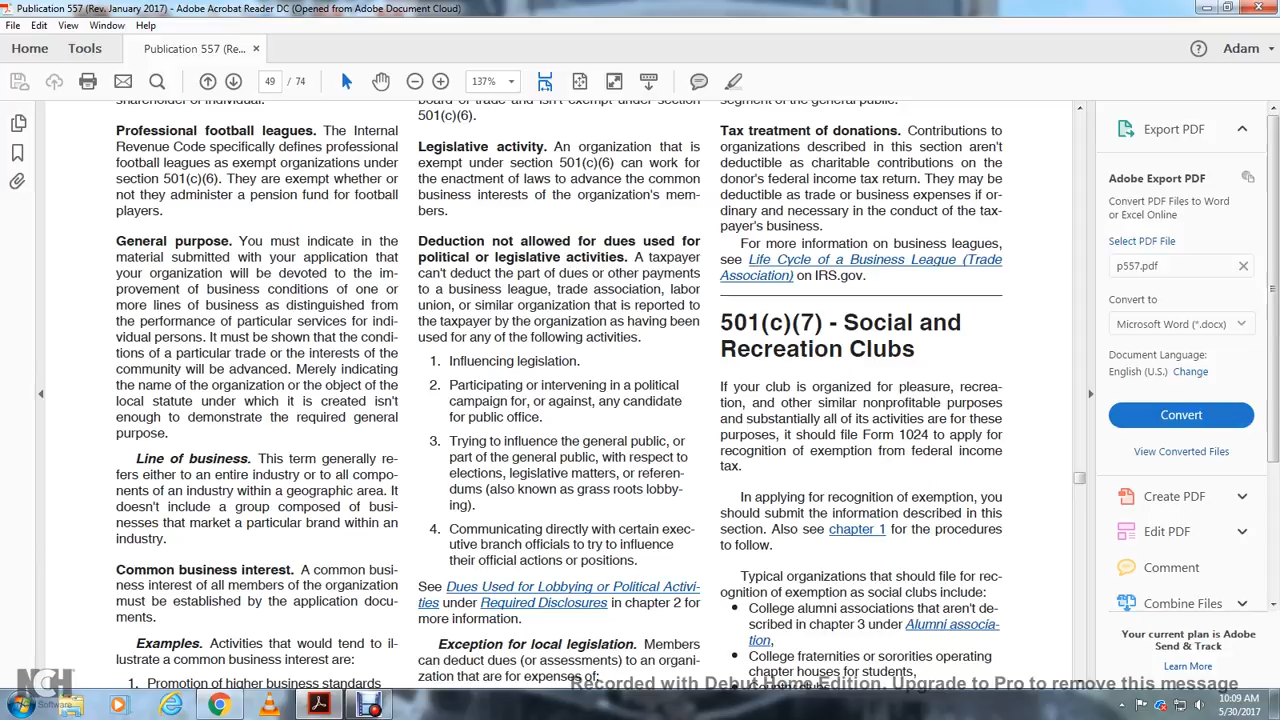 Publication 557 (Rev. January 2017) - Adobe Acrobat Reader DC (Opened from Adobe Document Cloud)
File Edit View Window Help
Home Tools Publication 557 (Re... × Adam
49 / 74 137%
shareholder or individual.
Professional football leagues. The Internal
Revenue Code specifically defines professional
football leagues as exempt organizations under
section 501(c)(6). They are exempt whether or
not they administer a pension fund for football
players.
General purpose. You must indicate in the
material submitted with your application that
your organization will be devoted to the im-
provement of business conditions of one or
more lines of business as distinguished from
the performance of particular services for indi-
vidual persons. It must be shown that the condi-
tions of a particular trade or the interests of the
community will be advanced. Merely indicating
the name of the organization or the object of the
local statute under which it is created isn't
enough to demonstrate the required general
purpose.
Line of business. This term generally re-
fers either to an entire industry or to all compo-
nents of an industry within a geographic area. It
doesn't include a group composed of busi-
nesses that market a particular brand within an
industry.
Common business interest. A common busi-
ness interest of all members of the organization
must be established by the application docu-
ments.
Examples. Activities that would tend to il-
lustrate a common business interest are:
1. Promotion of higher business standards
board of trade and isn't exempt under section
501(c)(6).
Legislative activity. An organization that is
exempt under section 501(c)(6) can work for
the enactment of laws to advance the common
business interests of the organization's mem-
bers.
Deduction not allowed for dues used for
political or legislative activities. A taxpayer
can't deduct the part of dues or other payments
to a business league, trade association, labor
union, or similar organization that is reported to
the taxpayer by the organization as having been
used for any of the following activities.
1. Influencing legislation.
2. Participating or intervening in a political
campaign for, or against, any candidate
for public office.
3. Trying to influence the general public, or
part of the general public, with respect to
elections, legislative matters, or referen-
dums (also known as grass roots lobby-
ing).
4. Communicating directly with certain exec-
utive branch officials to try to influence
their official actions or positions.
See Dues Used for Lobbying or Political Activi-
ties under Required Disclosures in chapter 2 for
more information.
Exception for local legislation. Members
can deduct dues (or assessments) to an organi-
zation that are for expenses of:
segment of the general public.
Tax treatment of donations. Contributions to
organizations described in this section aren't
deductible as charitable contributions on the
donor's federal income tax return. They may be
deductible as trade or business expenses if or-
dinary and necessary in the conduct of the tax-
payer's business.
For more information on business leagues,
see Life Cycle of a Business League (Trade
Association) on IRS.gov.
501(c)(7) - Social and
Recreation Clubs
If your club is organized for pleasure, recrea-
tion, and other similar nonprofitable purposes
and substantially all of its activities are for these
purposes, it should file Form 1024 to apply for
recognition of exemption from federal income
tax.
In applying for recognition of exemption, you
should submit the information described in this
section. Also see chapter 1 for the procedures
to follow.
Typical organizations that should file for rec-
ognition of exemption as social clubs include:
• College alumni associations that aren't de-
scribed in chapter 3 under Alumni associa-
tion,
• College fraternities or sororities operating
chapter houses for students,
Export PDF
Adobe Export PDF
Convert PDF Files to Word
or Excel Online
Select PDF File
p557.pdf
Convert to
Microsoft Word (*.docx)
Document Language:
English (U.S.) Change
Convert
View Converted Files
Create PDF
Edit PDF
Comment
Combine Files
Your current plan is Adobe
Send & Track
Learn More
NCH Software
Recorded with Debut Home Edition. Upgrade to Pro to remove this message
10:09 AM
5/30/2017